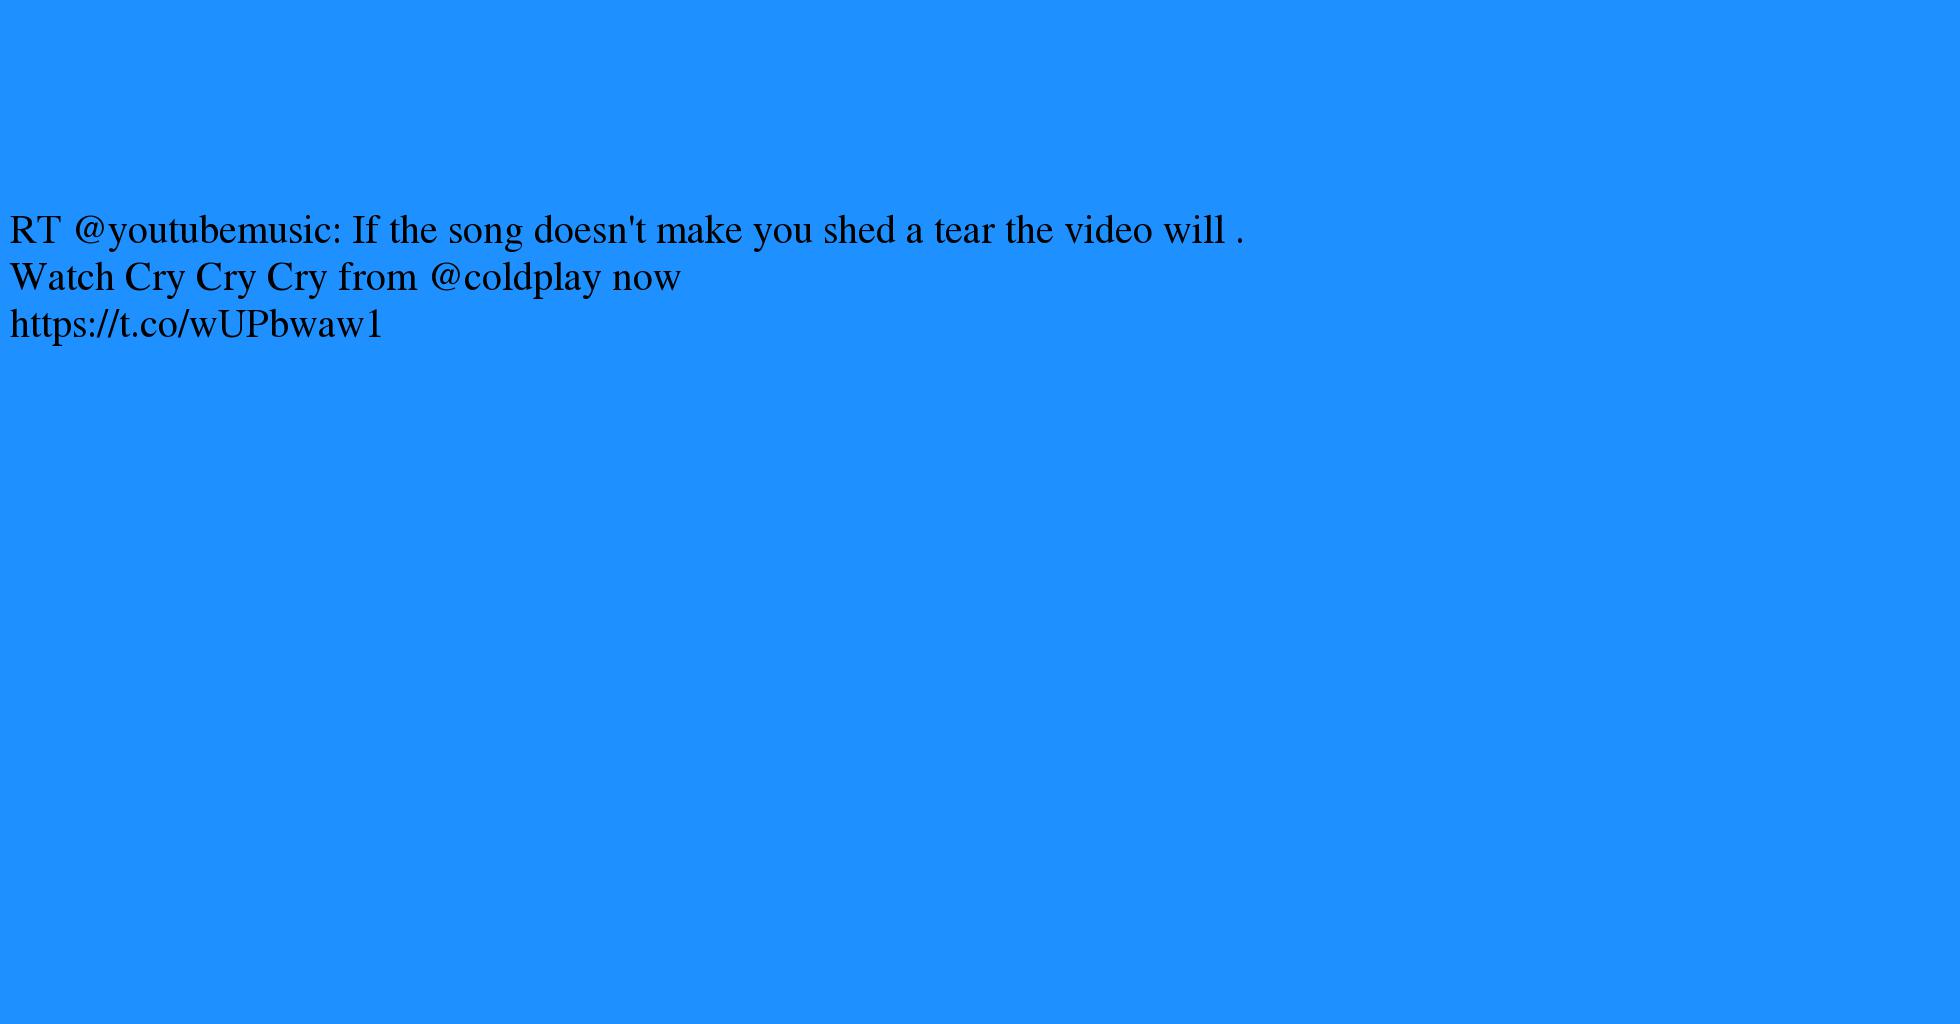 RT @youtubemusic: If the song doesn't make you shed a tear the video will .
Watch Cry Cry Cry from @coldplay now
https://t.co/wUPbwaw1